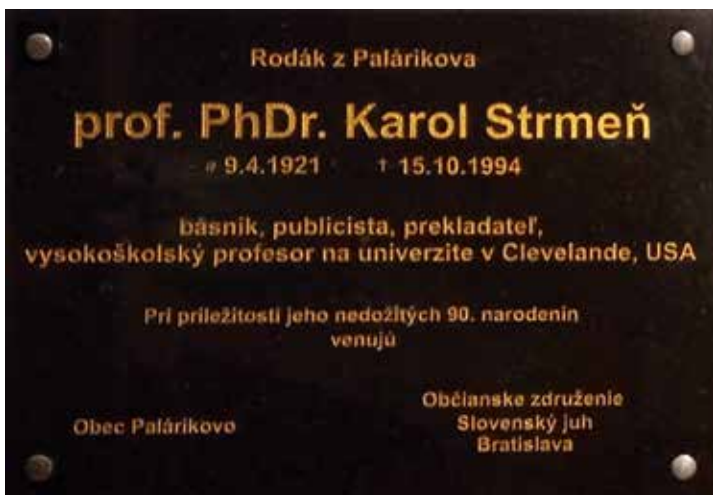 Rodák z Palárikova
prof. PhDr. Karol Strmeň
* 9.4.1921 † 15.10.1994
básnik, publicista, prekladateľ,
vysokoškolský profesor na univerzite v Clevelande, USA
Pri príležitosti jeho nedožitých 90. narodenín
venujú
Obec Palárikovo
Občianske združenie
Slovenský juh
Bratislava